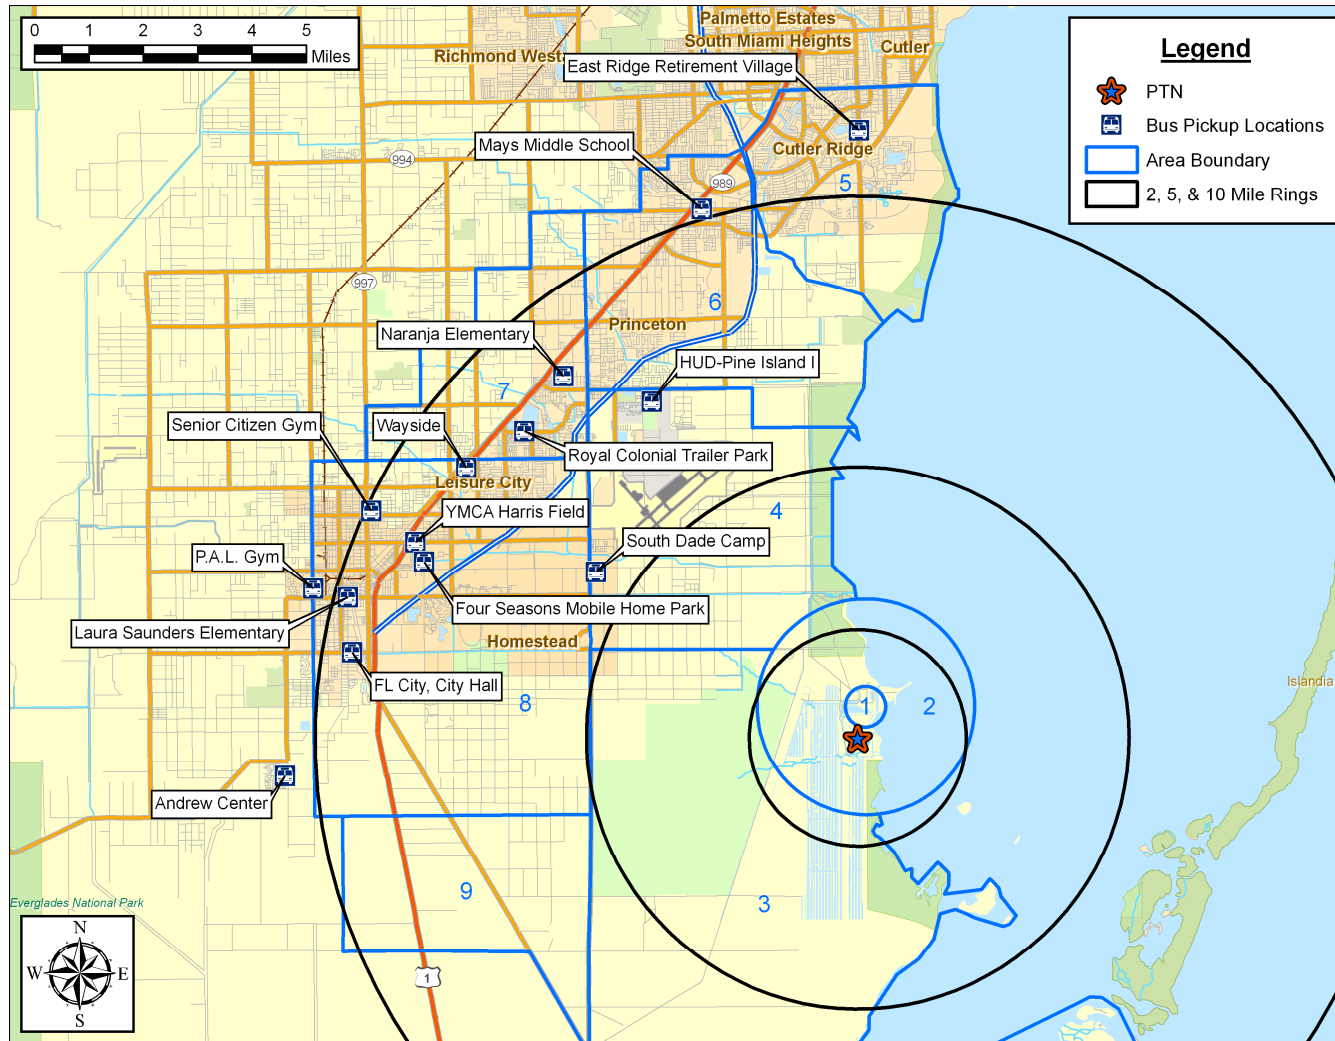 0 1 2 3 4 5
Miles
Palmetto Estates
South Miami Heights
Richmond West
Cutler
East Ridge Retirement Village
Legend
PTN
Bus Pickup Locations
Area Boundary
2, 5, & 10 Mile Rings
Mays Middle School
Cutler Ridge
994
989
5
997
6
Princeton
Naranja Elementary
HUD-Pine Island I
7
Senior Citizen Gym
Wayside
Royal Colonial Trailer Park
Leisure City
YMCA Harris Field
4
South Dade Camp
P.A.L. Gym
Four Seasons Mobile Home Park
Laura Saunders Elementary
Homestead
FL City, City Hall
Islandia
8
1
2
Andrew Center
9
3
Everglades National Park
N
W E
S
1